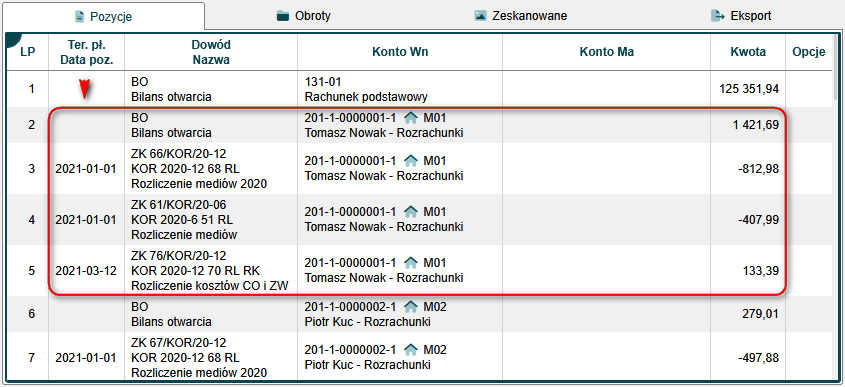 Pozycje Obroty Zeskanowane Eksport
LP Ter. pł. Data poz. Dowód Nazwa Konto Wn Konto Ma Kwota Opcje
1 BO 131-01 125 351,94
Bilans otwarcia Rachunek podstawowy
2 BO 201-1-0000001-1 M01 1 421,69
Bilans otwarcia Tomasz Nowak - Rozrachunki
ZK 66/KOR/20-12
3 2021-01-01 KOR 2020-12 68 RL 201-1-0000001-1 M01 -812,98
Rozliczenie mediów 2020 Tomasz Nowak - Rozrachunki
ZK 61/KOR/20-06
4 2021-01-01 KOR 2020-6 51 RL 201-1-0000001-1 M01 -407,99
Rozliczenie mediów Tomasz Nowak - Rozrachunki
ZK 76/KOR/20-12
5 2021-03-12 KOR 2020-12 70 RL RK 201-1-0000001-1 M01 133,39
Rozliczenie kosztów CO i ZW Tomasz Nowak - Rozrachunki
6 BO 201-1-0000002-1 M02 279,01
Bilans otwarcia Piotr Kuc - Rozrachunki
ZK 67/KOR/20-12
7 2021-01-01 KOR 2020-12 68 RL 201-1-0000002-1 M02 -497,88
Rozliczenie mediów 2020 Piotr Kuc - Rozrachunki